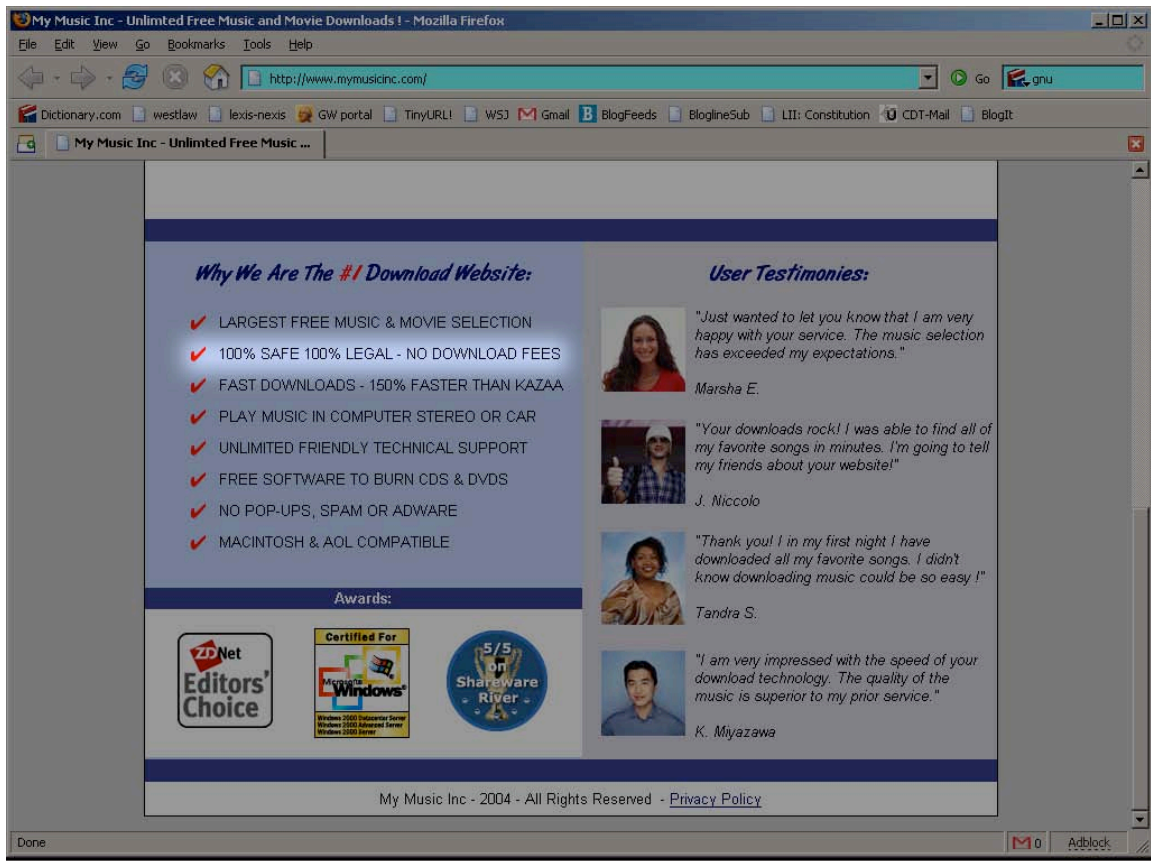 My Music Inc - Unlimted Free Music and Movie Downloads ! - Mozilla Firefox
File Edit View Go Bookmarks Tools Help
http://www.mymusicinc.com/ Go gnu
Dictionary.com westlaw lexis-nexis GW portal TinyURL! WSJ Gmail BlogFeeds BloglineSub LII: Constitution CDT-Mail BlogIt
My Music Inc - Unlimted Free Music ...
Why We Are The #1 Download Website:
LARGEST FREE MUSIC & MOVIE SELECTION
100% SAFE 100% LEGAL - NO DOWNLOAD FEES
FAST DOWNLOADS - 150% FASTER THAN KAZAA
PLAY MUSIC IN COMPUTER STEREO OR CAR
UNLIMITED FRIENDLY TECHNICAL SUPPORT
FREE SOFTWARE TO BURN CDS & DVDS
NO POP-UPS, SPAM OR ADWARE
MACINTOSH & AOL COMPATIBLE
Awards:
ZDNet
Editors'
Choice
Certified For
Microsoft
Windows
Windows 2000 Datacenter Server
Windows 2000 Advanced Server
Windows 2000 Server
5/5
on
Shareware
River
User Testimonies:
"Just wanted to let you know that I am very
happy with your service. The music selection
has exceeded my expectations."
Marsha E.
"Your downloads rock! I was able to find all of
my favorite songs in minutes. I'm going to tell
my friends about your website!"
J. Niccolo
"Thank you! I in my first night I have
downloaded all my favorite songs. I didn't
know downloading music could be so easy !"
Tandra S.
"I am very impressed with the speed of your
download technology. The quality of the
music is superior to my prior service."
K. Miyazawa
My Music Inc - 2004 - All Rights Reserved - Privacy Policy
Done 0 Adblock